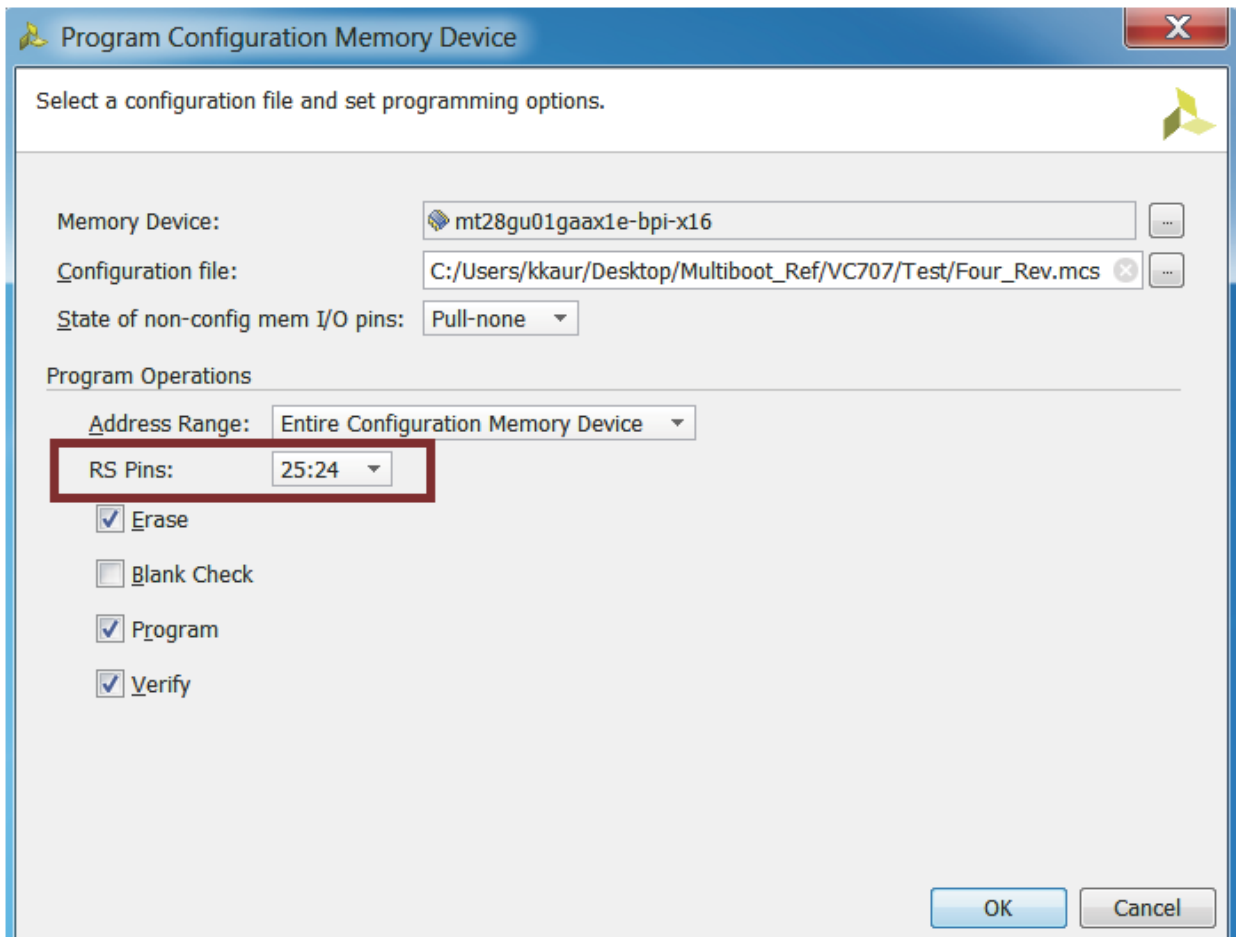 Program Configuration Memory Device
Select a configuration file and set programming options.
Memory Device: mt28gu01gaax1e-bpi-x16 ...
Configuration file: C:/Users/kkaur/Desktop/Multiboot_Ref/VC707/Test/Four_Rev.mcs ...
State of non-config mem I/O pins: Pull-none
Program Operations
Address Range: Entire Configuration Memory Device
RS Pins: 25:24
Erase
Blank Check
Program
Verify
OK Cancel